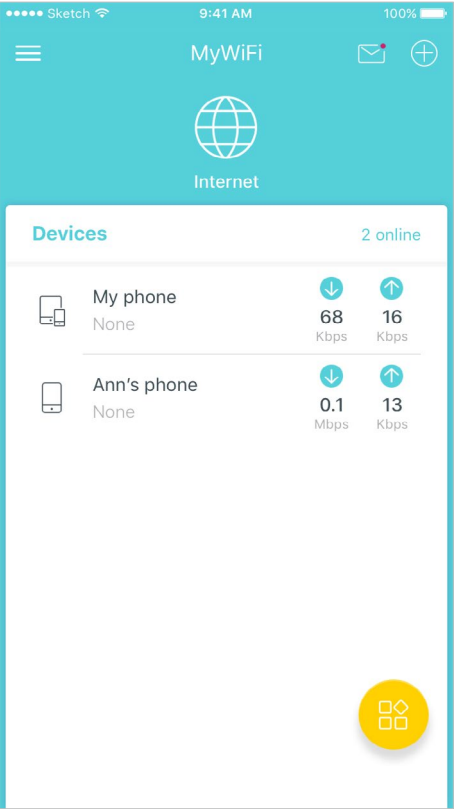 Sketch 9:41 AM 100%
MyWiFi
Internet
Devices 2 online
My phone
None
68 16
Kbps Kbps
Ann's phone
None
0.1 13
Mbps Kbps